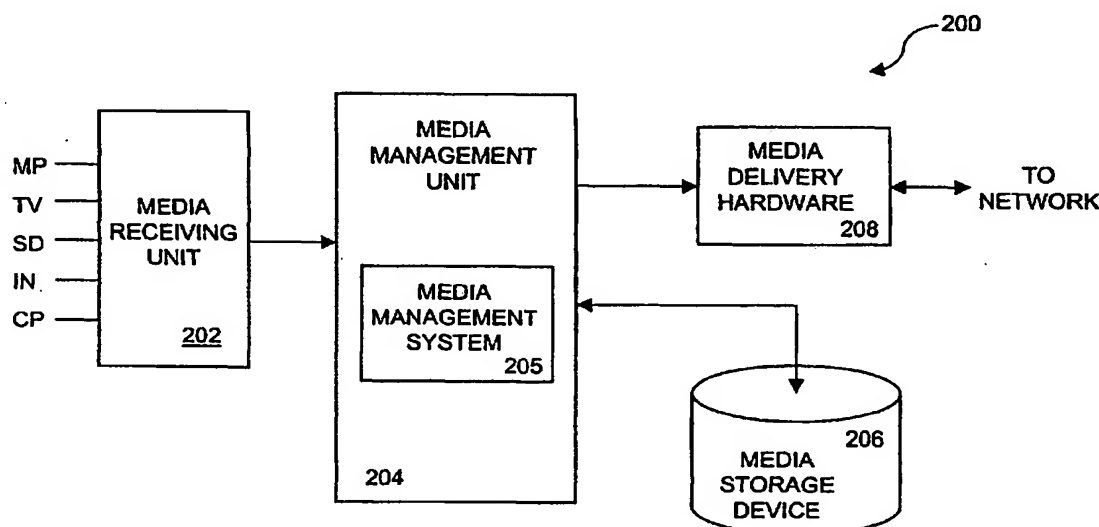 200
MP
TV
SD
IN
CP
MEDIA
RECEIVING
UNIT
202
MEDIA
MANAGEMENT
UNIT
MEDIA
MANAGEMENT
SYSTEM
205
204
MEDIA
DELIVERY
HARDWARE
208
TO
NETWORK
206
MEDIA
STORAGE
DEVICE